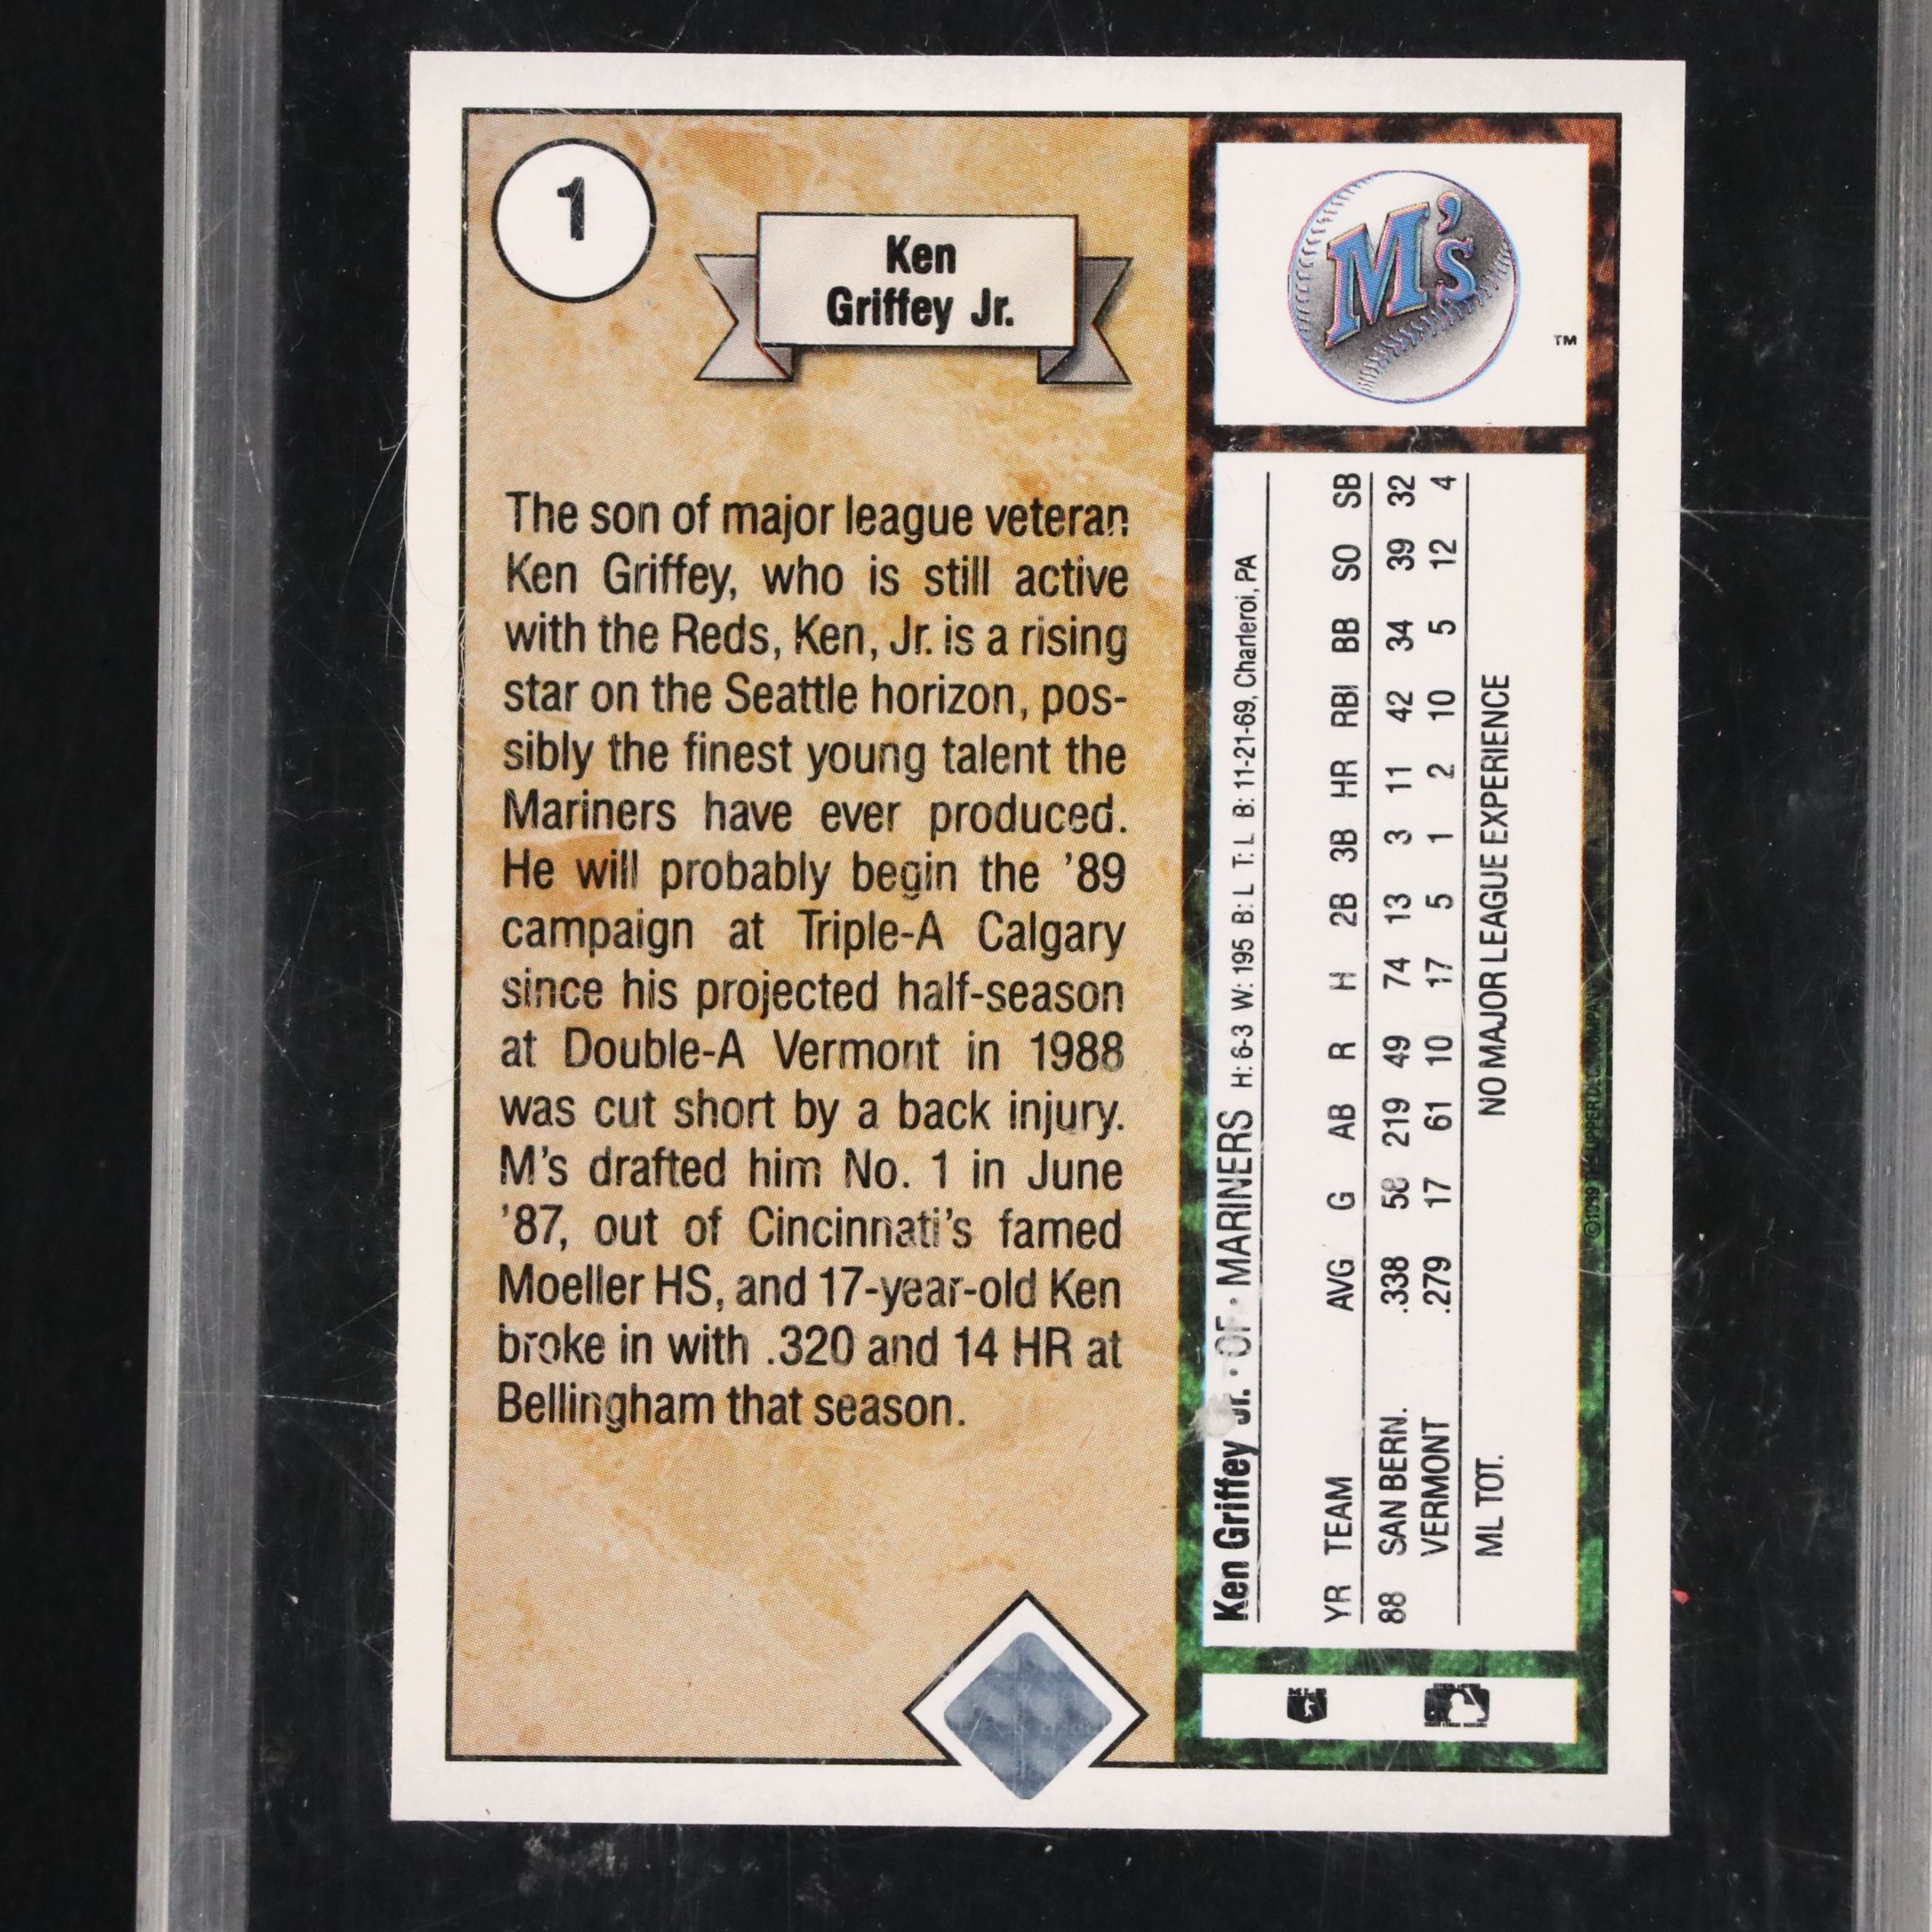 1
Ken
Griffey Jr.
The son of major league veteran
Ken Griffey, who is still active
with the Reds, Ken, Jr. is a rising
star on the Seattle horizon, pos-
sibly the finest young talent the
Mariners have ever produced.
He will probably begin the '89
campaign at Triple-A Calgary
since his projected half-season
at Double-A Vermont in 1988
was cut short by a back injury.
M's drafted him No. 1 in June
'87, out of Cincinnati's famed
Moeller HS, and 17-year-old Ken
broke in with .320 and 14 HR at
Bellingham that season.
M's
TM
Ken Griffey Jr. • OF • MARINERS H: 6-3 W: 195 B: L T: L B: 11-21-69, Charleroi, PA
YR TEAM AVG G AB R H 2B 3B HR RBI BB SO SB
88 SAN BERN. .338 58 219 49 74 13 3 11 42 34 39 32
VERMONT .279 17 61 10 17 5 1 2 10 5 12 4
ML TOT. NO MAJOR LEAGUE EXPERIENCE
©1989 UPPER DECK COMPANY